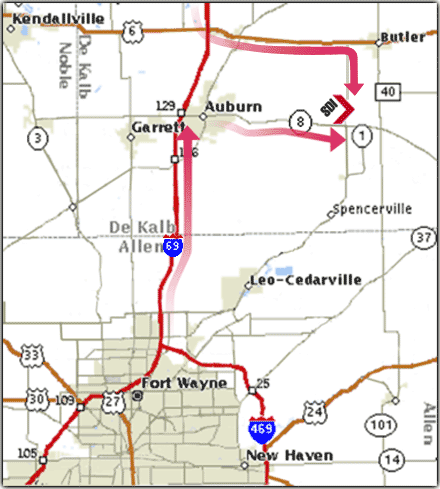 Kendallville
6
Butler
De Kalb
Noble
40
129
Auburn
SDI
3
Garrett
8
1
126
Spencerville
De Kalb
Allen
69
37
Leo-Cedarville
33
30
109
27
Fort Wayne
25
24
Allen
469
101
105
New Haven
14